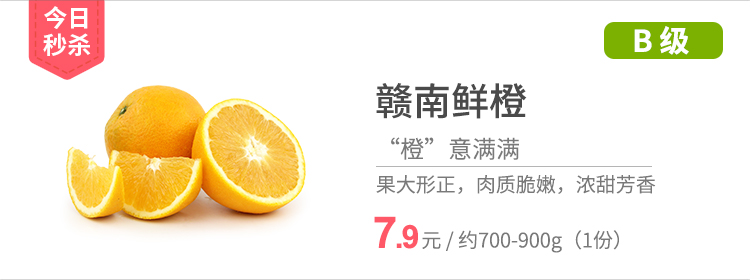 今日
秒杀
B 级
赣南鲜橙
“橙”意满满
果大形正，肉质脆嫩，浓甜芳香
7.9元 / 约700-900g（1份）